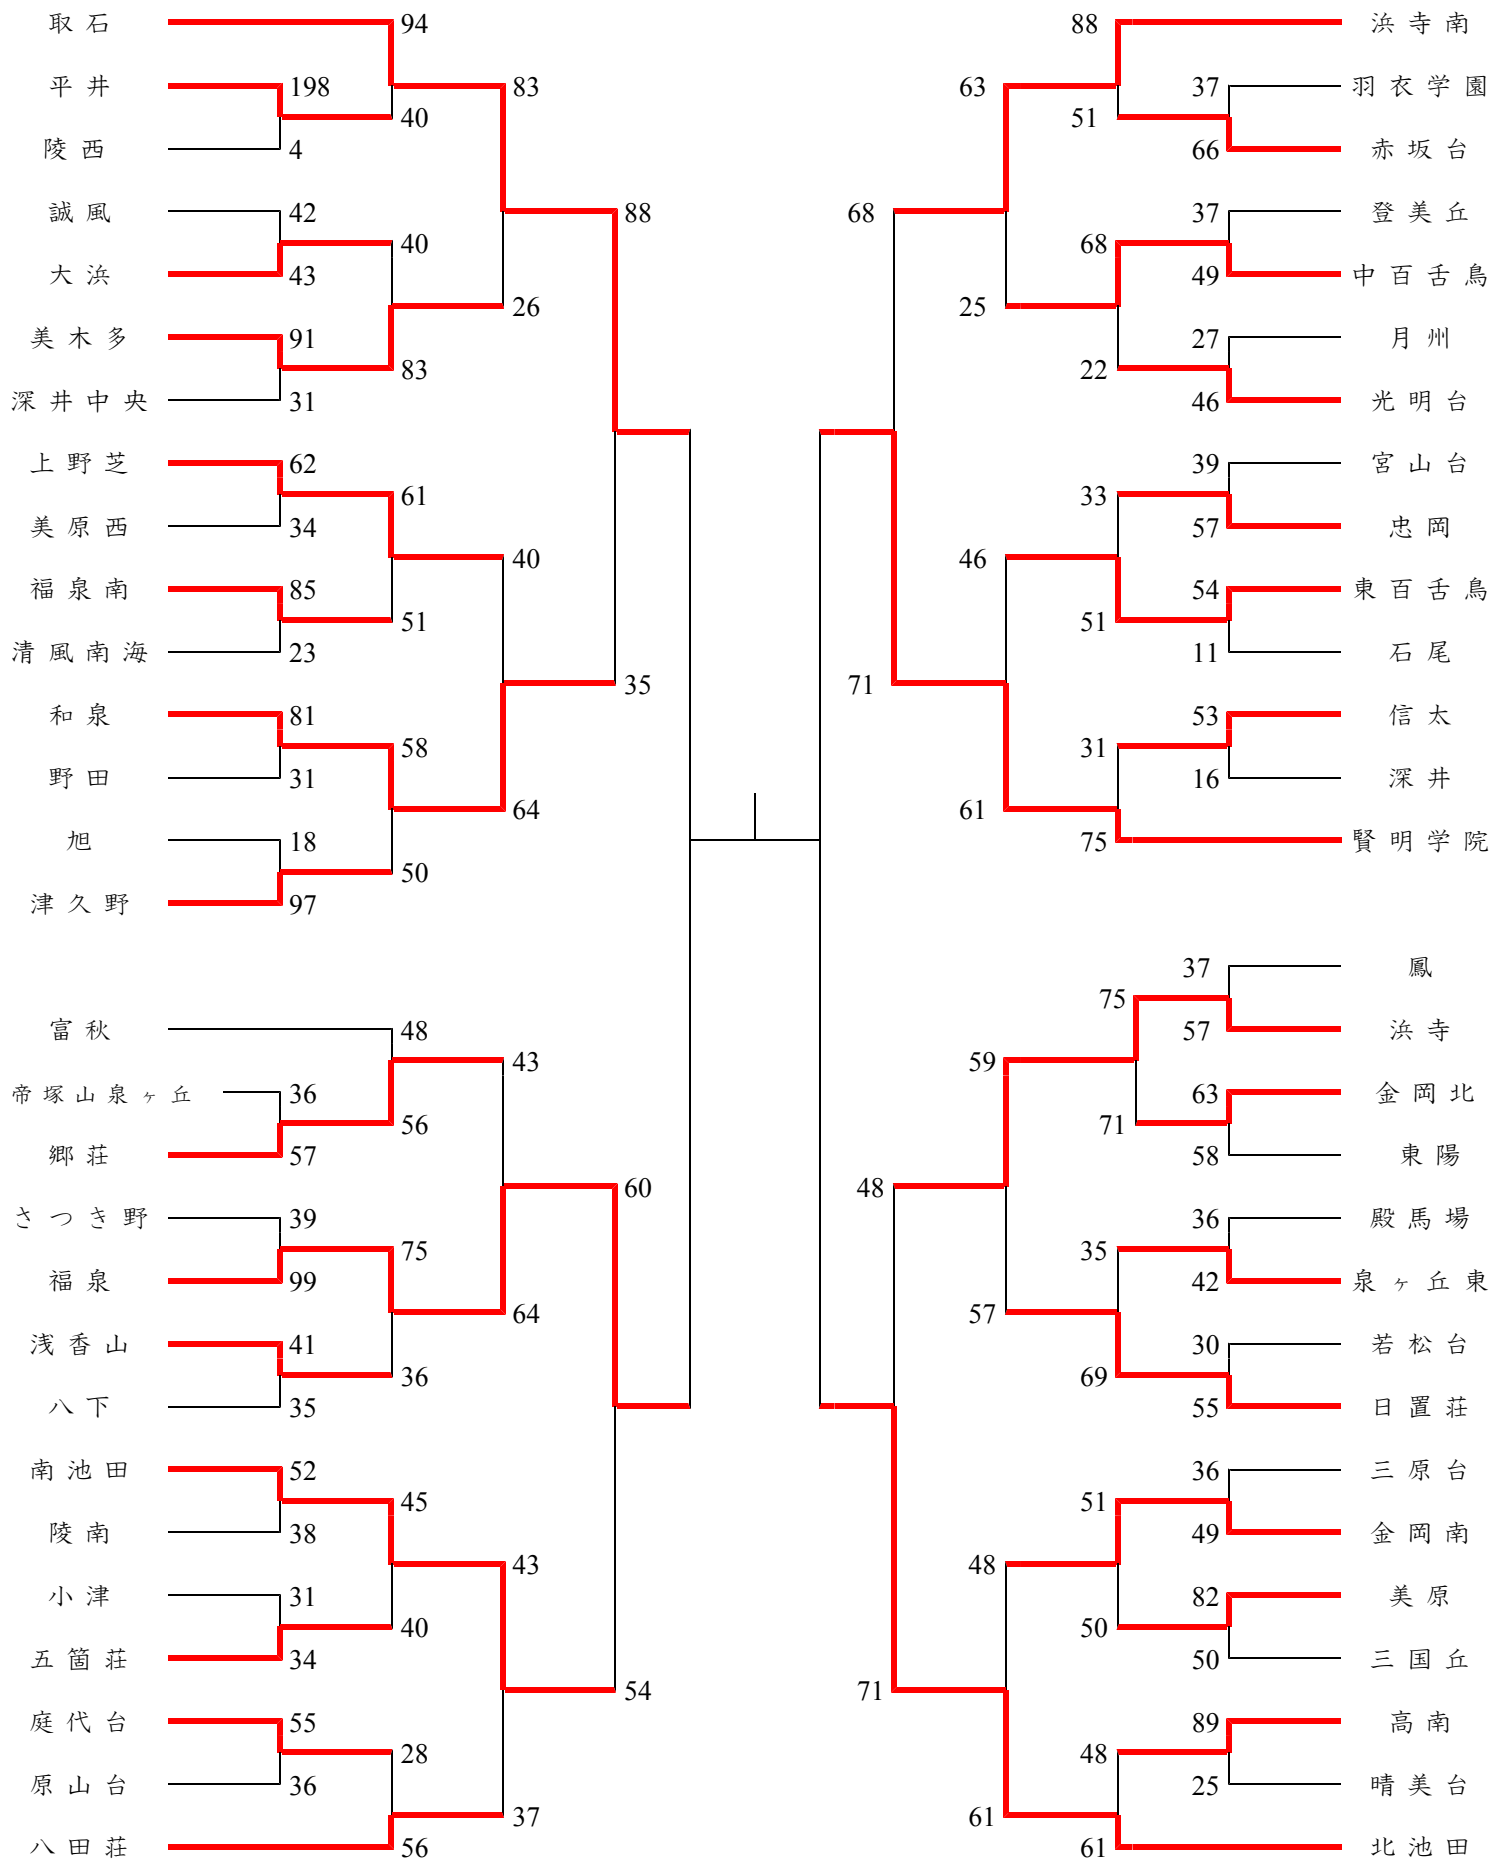 取石 94 88 浜寺南
平井 198 83 63 37 羽衣学園
40 51
陵西 4 66 赤坂台
誠風 42 88 68 37 登美丘
40 68
大浜 43 49 中百舌鳥
26 25
美木多 91 27 月州
83 22
深井中央 31 46 光明台
上野芝 62 39 宮山台
61 33
美原西 34 57 忠岡
40 46
福泉南 85 54 東百舌鳥
51 51
清風南海 23 11 石尾
35 71
和泉 81 53 信太
58 31
野田 31 16 深井
64 61
旭 18 75 賢明学院
50
津久野 97
37 鳳
75
富秋 48 57 浜寺
43 59
帝塚山泉ヶ丘 36 63 金岡北
56 71
郷荘 57 58 東陽
60 48
さつき野 39 36 殿馬場
75 35
福泉 99 42 泉ヶ丘東
64 57
浅香山 41 30 若松台
36 69
八下 35 55 日置荘
南池田 52 36 三原台
45 51
陵南 38 49 金岡南
43 48
小津 31 82 美原
40 50
五箇荘 34 50 三国丘
54 71
庭代台 55 89 高南
28 48
原山台 36 25 晴美台
37 61
八田荘 56 61 北池田